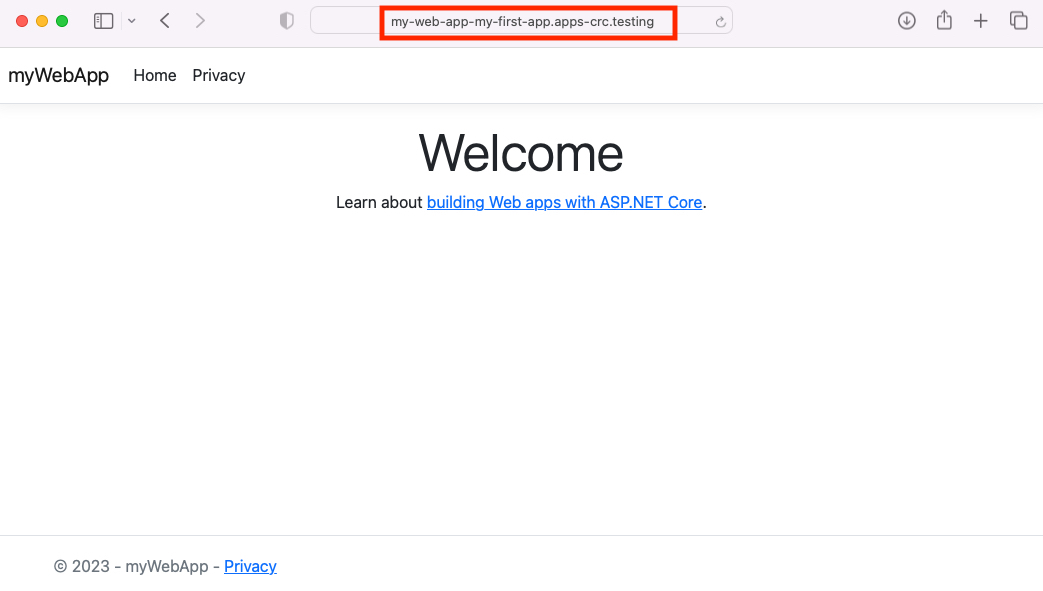 my-web-app-my-first-app.apps-crc.testing
myWebApp Home Privacy
Welcome
Learn about building Web apps with ASP.NET Core.
© 2023 - myWebApp - Privacy